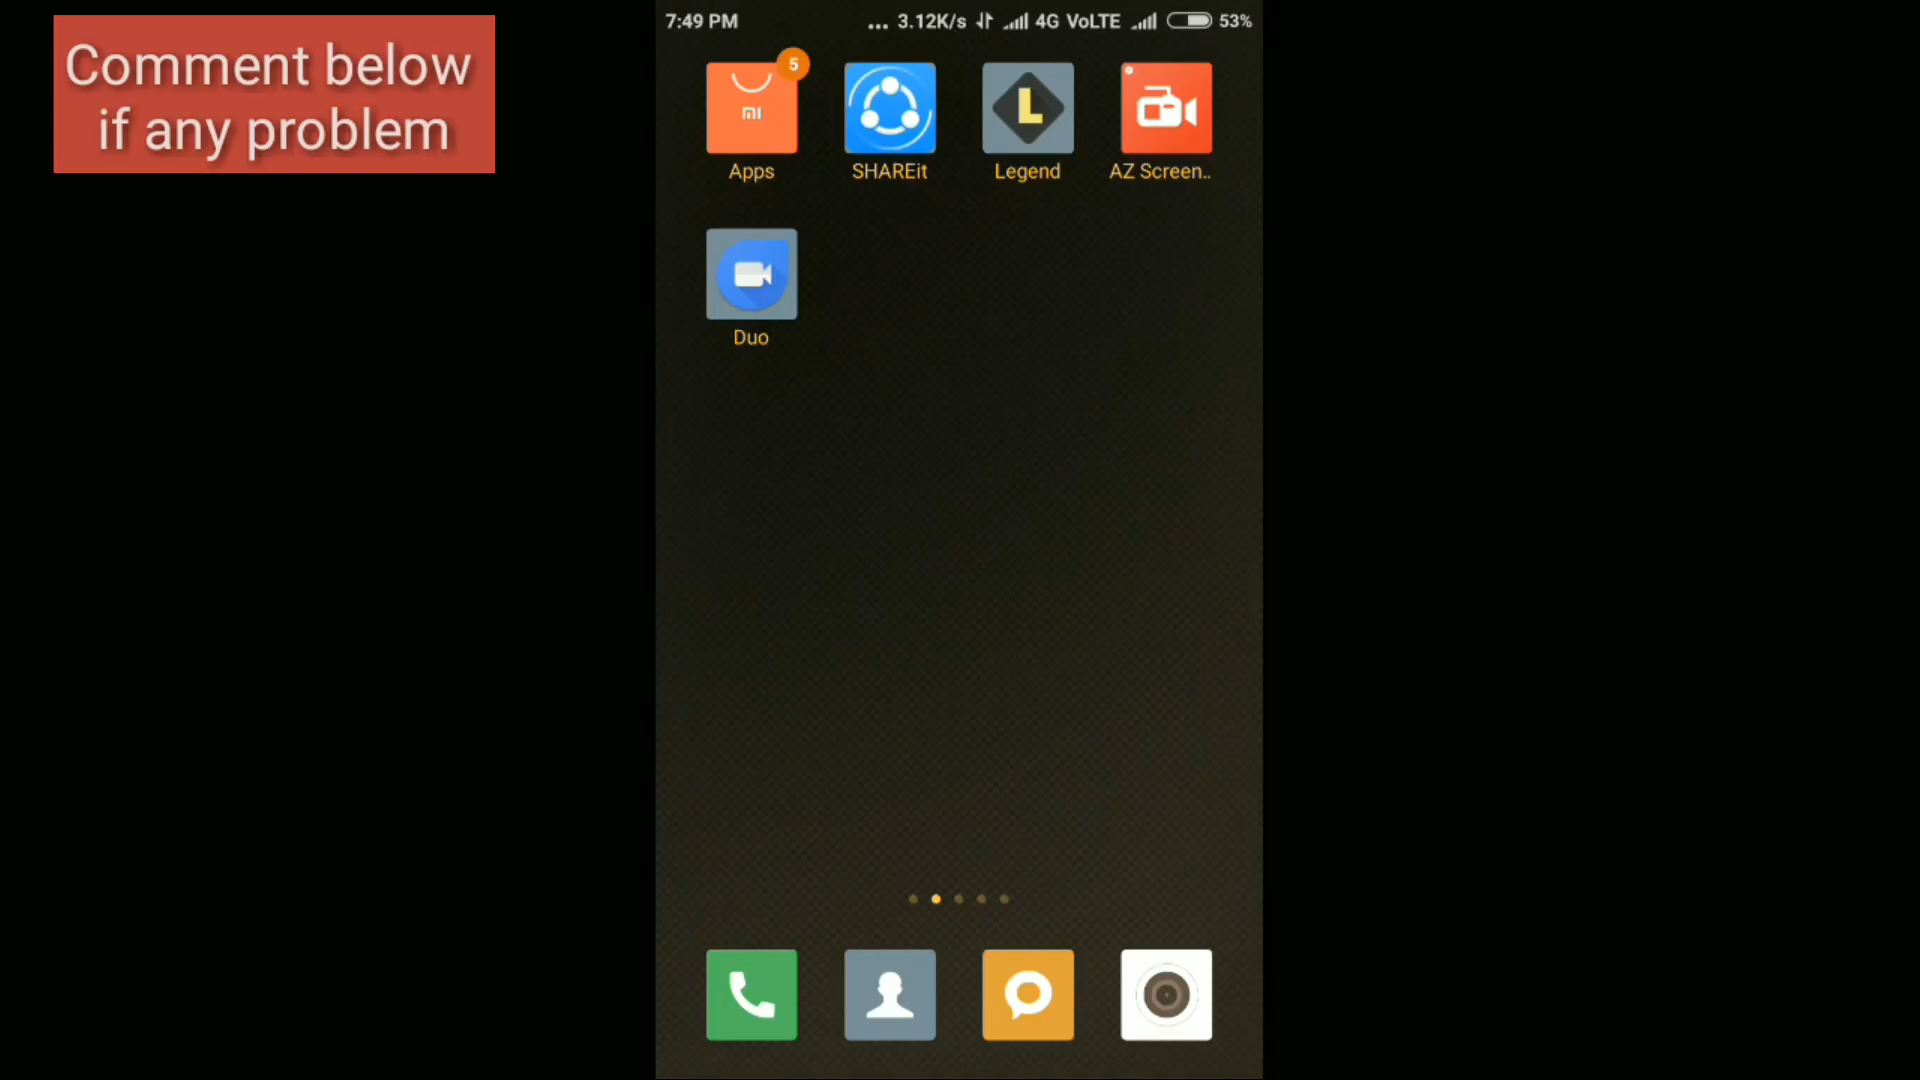 Comment below
if any problem
7:49 PM
... 3.12K/s 4G VoLTE 53%
5
mi
L
Apps
SHAREit
Legend
AZ Screen..
Duo